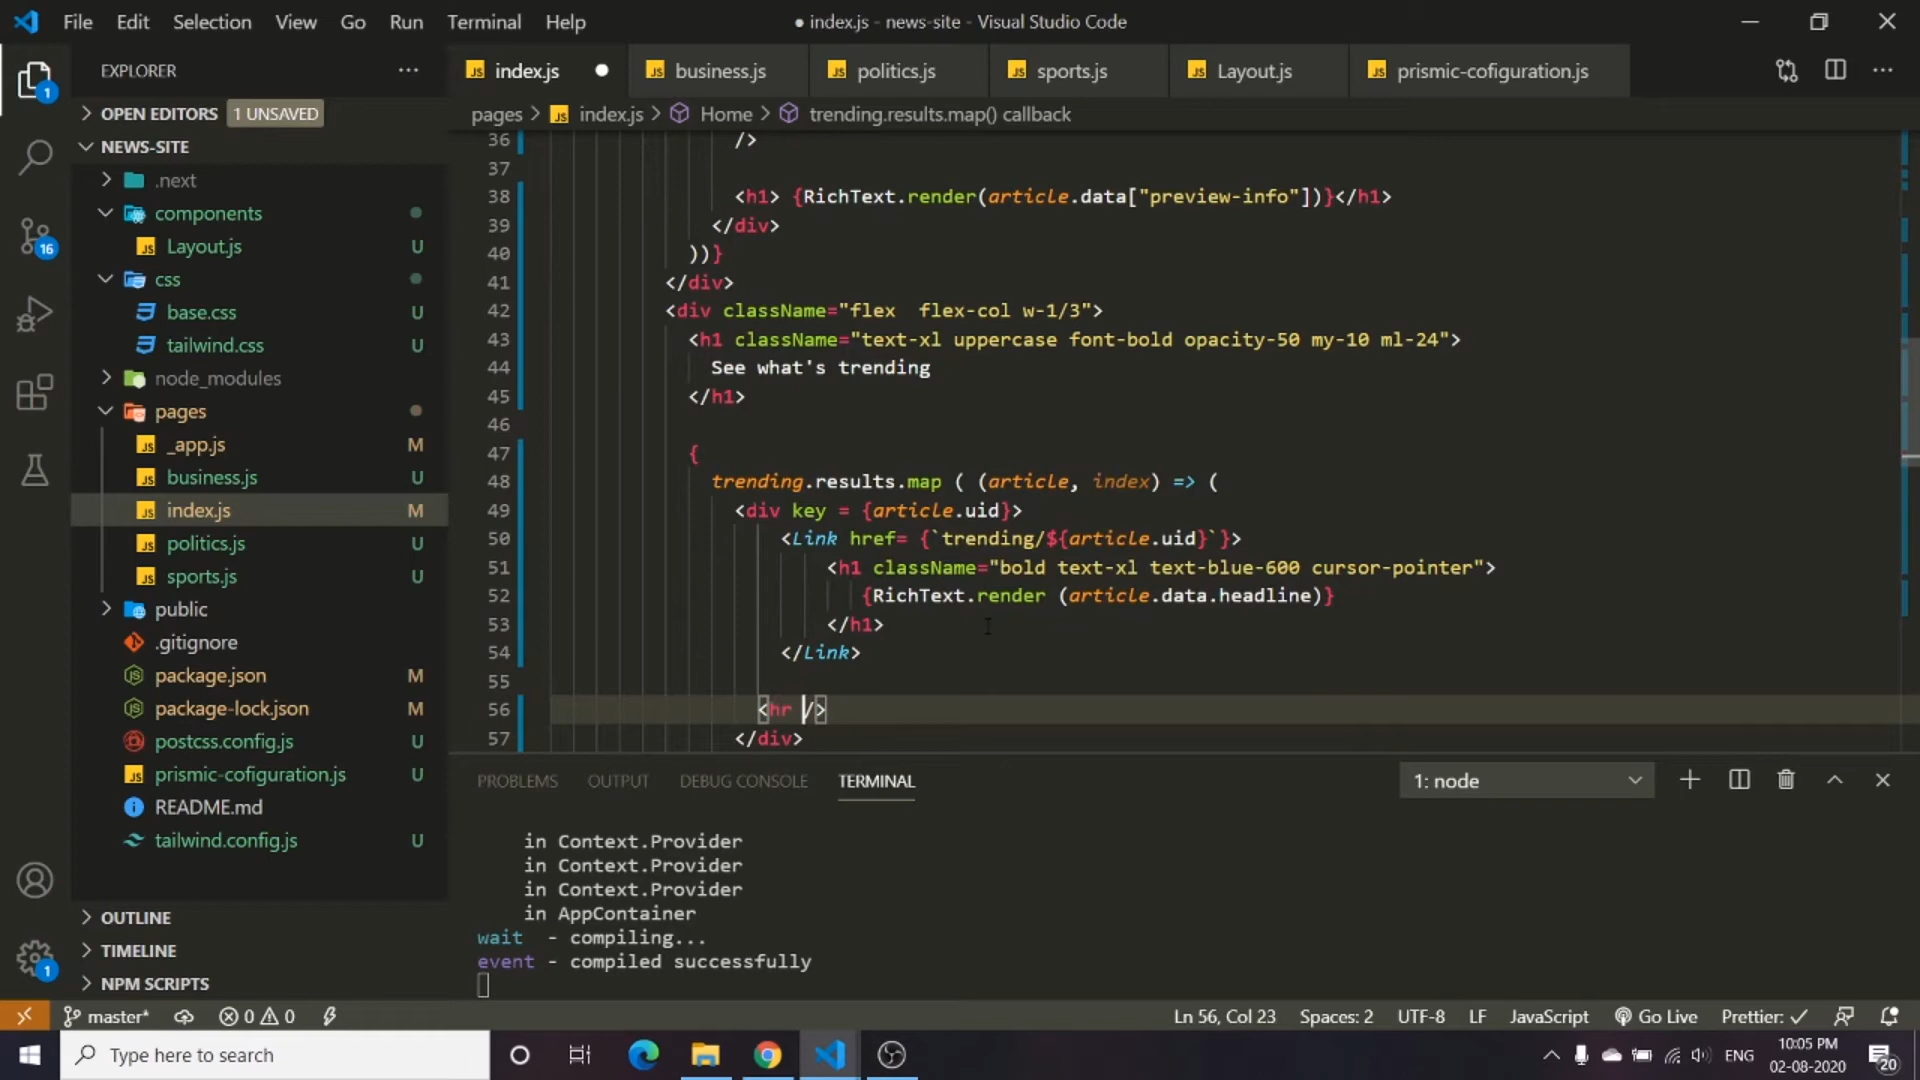 File Edit Selection View Go Run Terminal Help
● index.js - news-site - Visual Studio Code
EXPLORER
OPEN EDITORS 1 UNSAVED
NEWS-SITE
.next
components
Layout.js U
css
base.css U
tailwind.css U
node_modules
pages
_app.js M
business.js U
index.js M
politics.js U
sports.js U
public
.gitignore
package.json M
package-lock.json M
postcss.config.js U
prismic-cofiguration.js U
README.md
tailwind.config.js U
OUTLINE
TIMELINE
NPM SCRIPTS
1
16
1
index.js business.js politics.js sports.js Layout.js prismic-cofiguration.js
pages > index.js > Home > trending.results.map() callback
36 />
37
38 <h1> {RichText.render(article.data["preview-info"])}</h1>
39 </div>
40 ))}
41 </div>
42 <div className="flex  flex-col w-1/3">
43 <h1 className="text-xl uppercase font-bold opacity-50 my-10 ml-24">
44 See what's trending
45 </h1>
46
47 {
48 trending.results.map ( (article, index) => (
49 <div key = {article.uid}>
50 <Link href= {`trending/${article.uid}`}>
51 <h1 className="bold text-xl text-blue-600 cursor-pointer">
52 {RichText.render (article.data.headline)}
53 </h1>
54 </Link>
55
56 <hr />
57 </div>
PROBLEMS OUTPUT DEBUG CONSOLE TERMINAL 1: node
in Context.Provider
in Context.Provider
in Context.Provider
in AppContainer
wait  - compiling...
event - compiled successfully
master* 0 0 Ln 56, Col 23 Spaces: 2 UTF-8 LF JavaScript Go Live Prettier: ✓
Type here to search
ENG 10:05 PM
02-08-2020
20